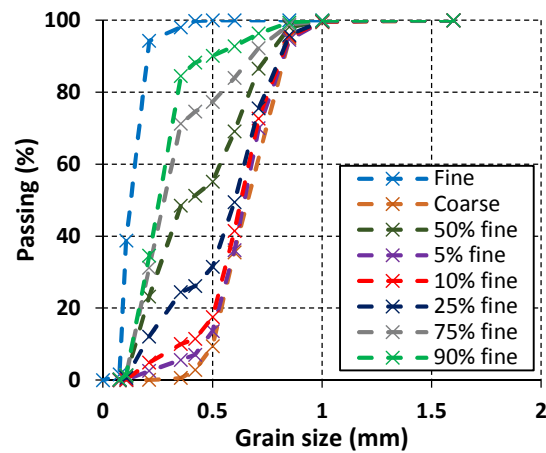 100
80
60
40
20
0
Passing (%)
0
0.5
1
1.5
2
Grain size (mm)
Fine
Coarse
50% fine
5% fine
10% fine
25% fine
75% fine
90% fine